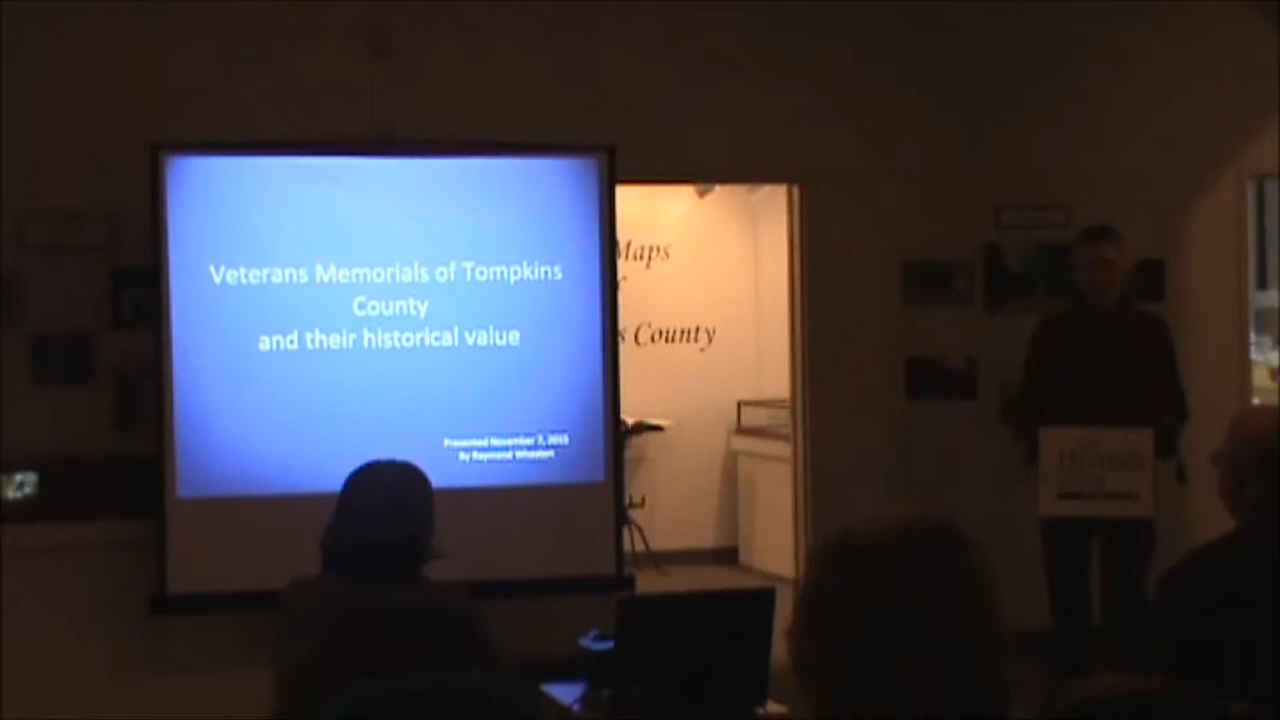 Veterans Memorials of Tompkins
County
and their historical value
Presented November 7, 2015
By Raymond Wheaton
Maps
s County